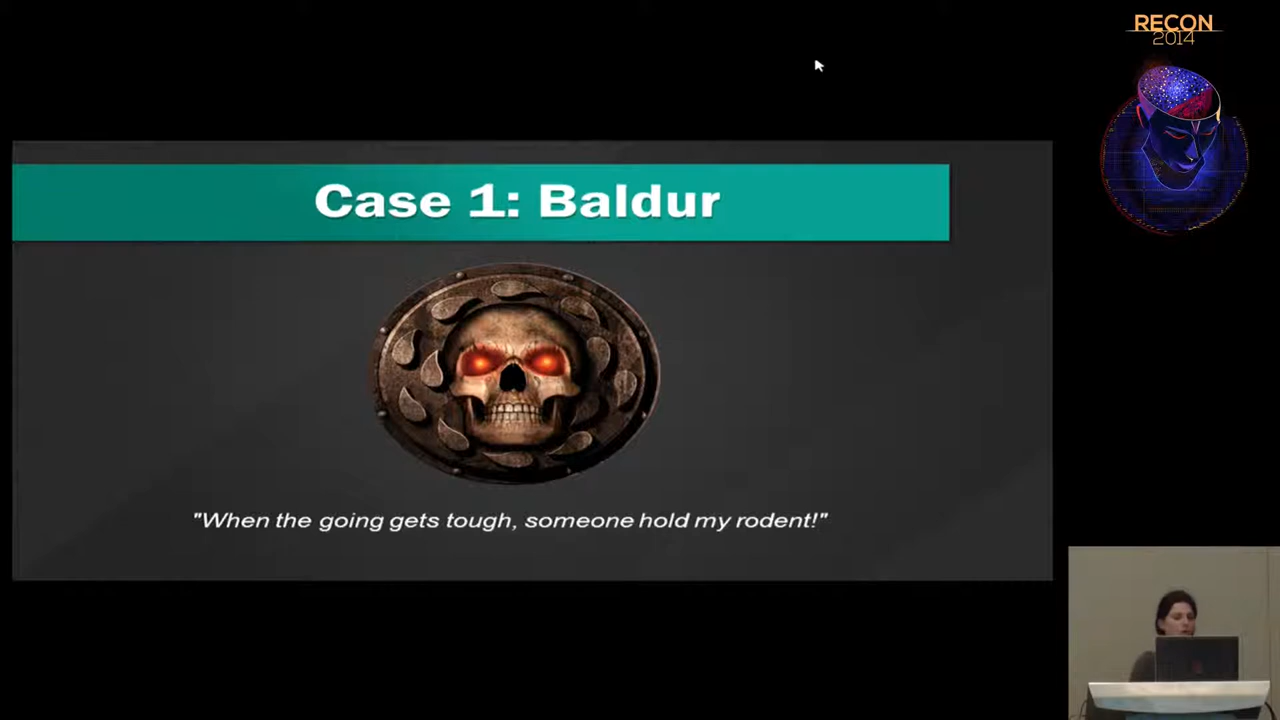 RECON
2014
Case 1: Baldur
"When the going gets tough, someone hold my rodent!"